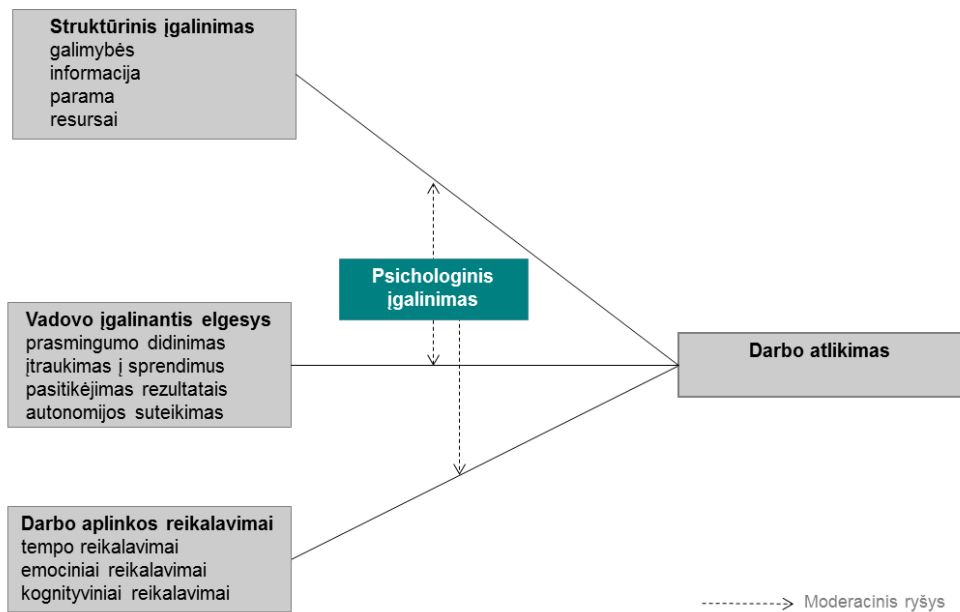 Struktūrinis įgalinimas
galimybės
informacija
parama
resursai
Psichologinis
įgalinimas
Vadovo įgalinantis elgesys
prasmingumo didinimas
įtraukimas į sprendimus
pasitikėjimas rezultatais
autonomijos suteikimas
Darbo atlikimas
Darbo aplinkos reikalavimai
tempo reikalavimai
emociniai reikalavimai
kognityviniai reikalavimai
Moderacinis ryšys